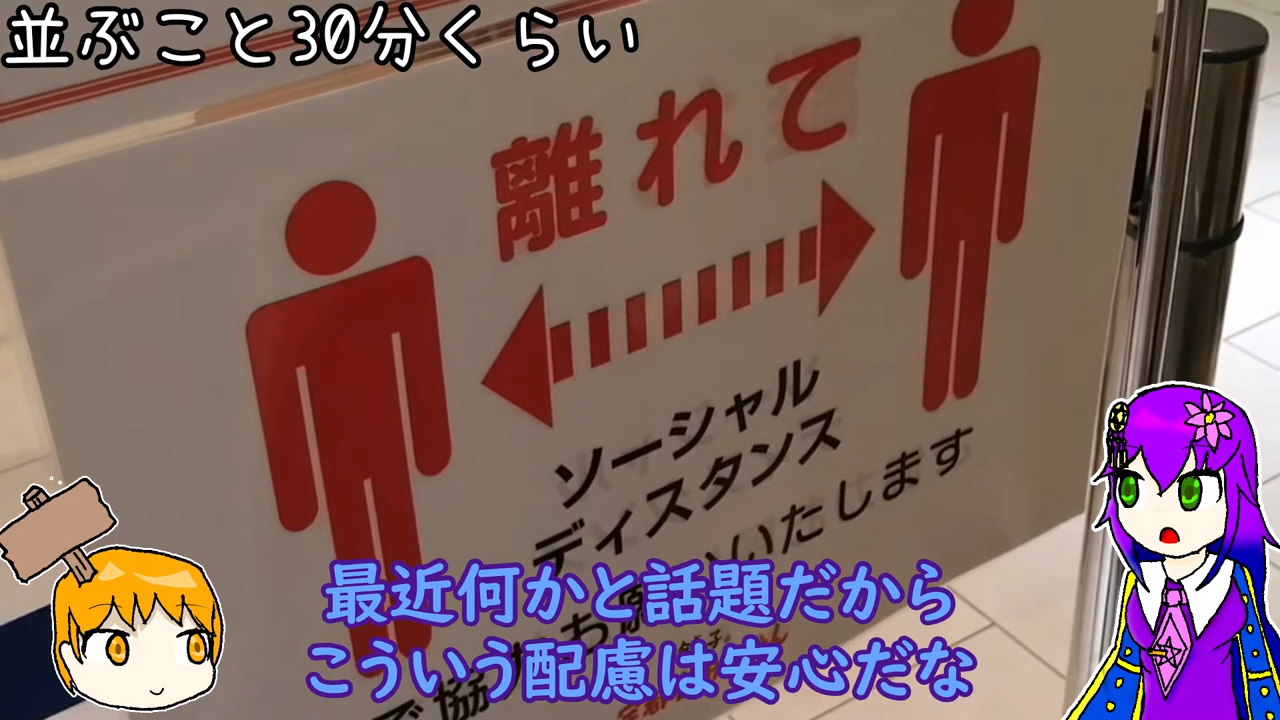 並ぶこと30分くらい
離れて
ソーシャル
ディスタンス
いたします
最近何かと話題だから
こういう配慮は安心だな